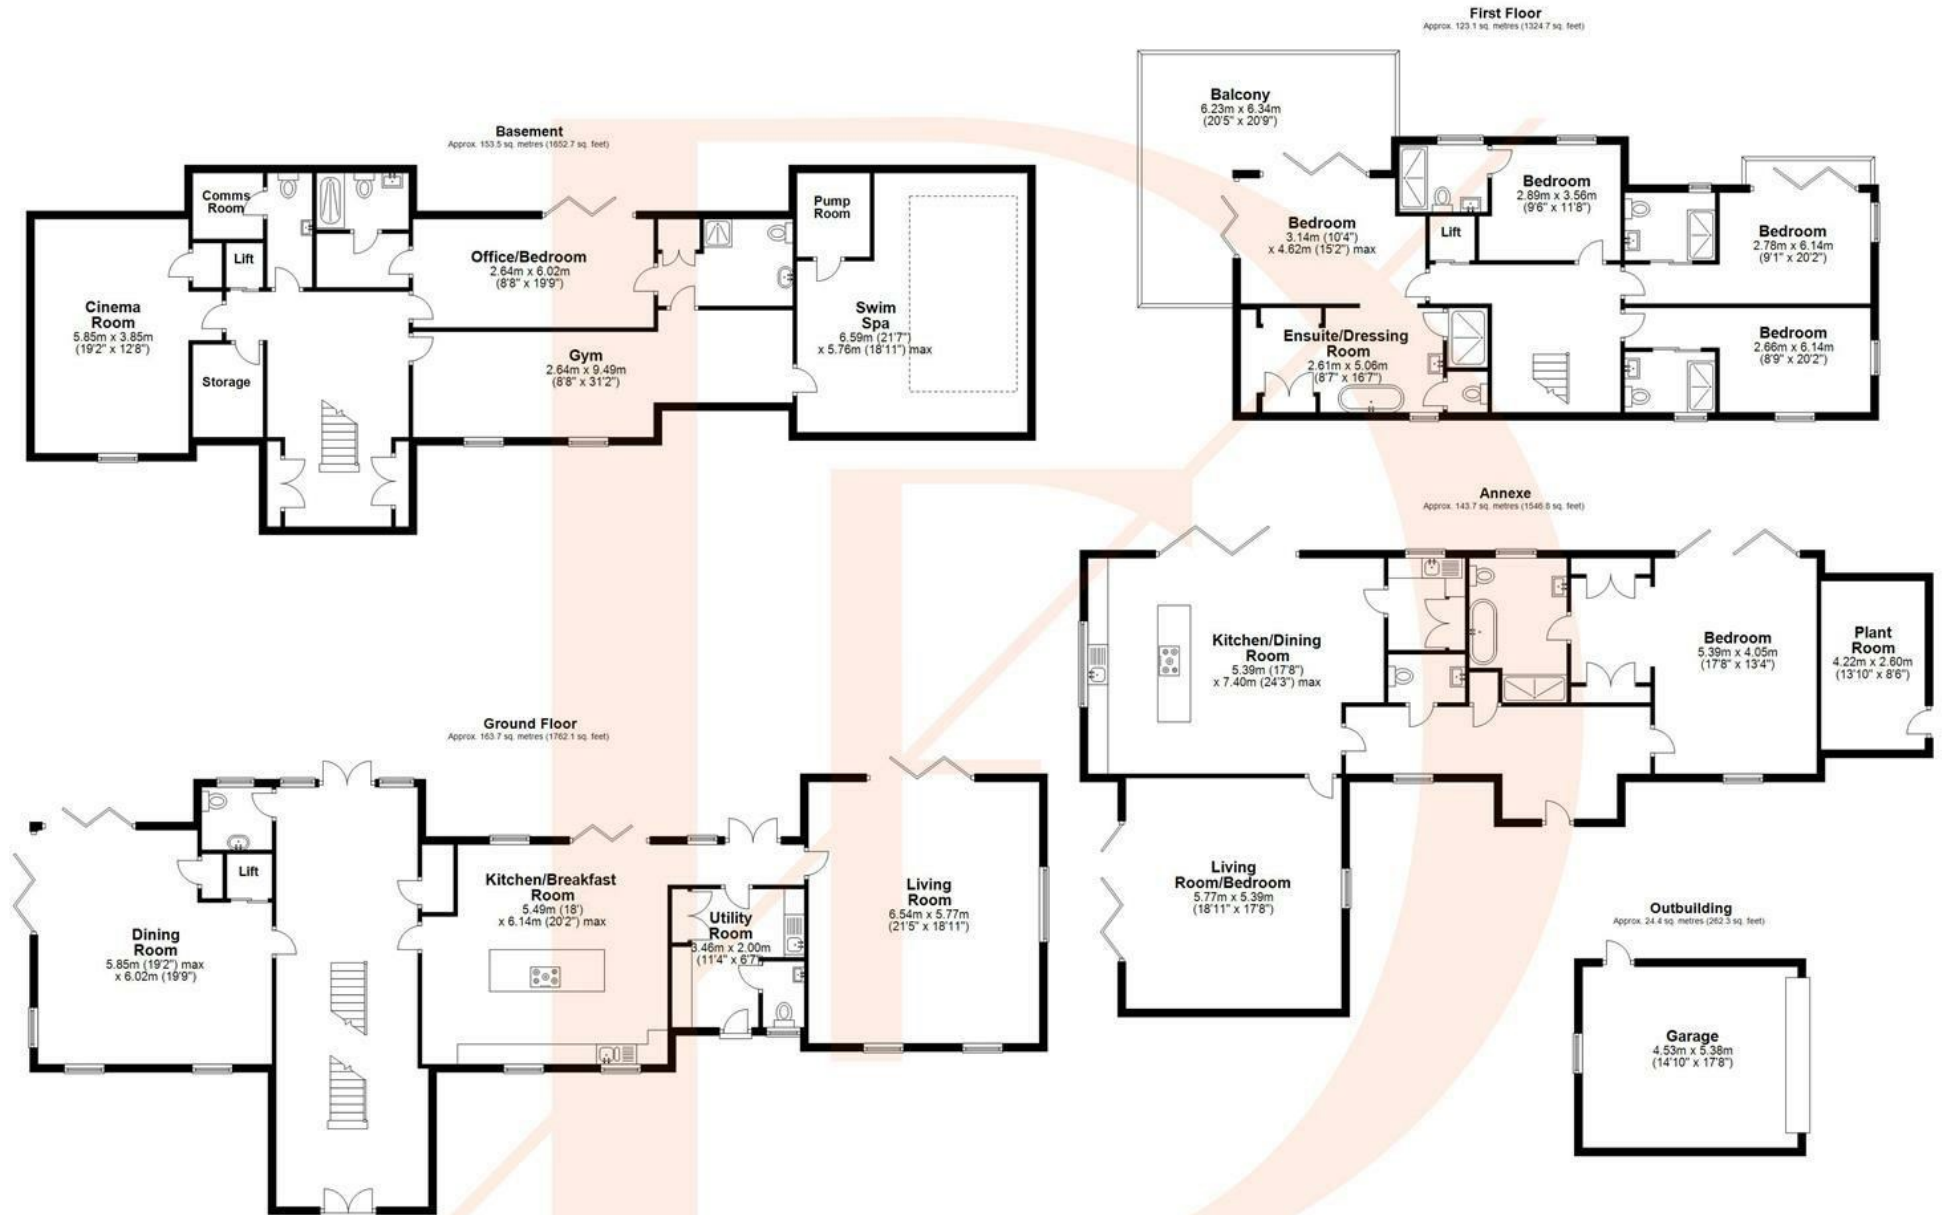 First Floor
Approx. 123.1 sq. metres (1324.7 sq. feet)
Balcony
6.23m x 6.34m
(20'5" x 20'9")
Bedroom
2.89m x 3.56m
(9'6" x 11'8")
Bedroom
3.14m (10'4")
x 4.62m (15'2") max
Lift
Bedroom
2.78m x 6.14m
(9'1" x 20'2")
Ensuite/Dressing
Room
2.61m x 5.06m
(8'7" x 16'7")
Bedroom
2.66m x 6.14m
(8'9" x 20'2")
Basement
Approx. 153.5 sq. metres (1652.7 sq. feet)
Comms
Room
Lift
Office/Bedroom
2.64m x 6.02m
(8'8" x 19'9")
Pump
Room
Cinema
Room
5.85m x 3.85m
(19'2" x 12'8")
Swim
Spa
6.59m (21'7")
x 5.76m (18'11") max
Gym
2.64m x 9.49m
(8'8" x 31'2")
Storage
Annexe
Approx. 143.7 sq. metres (1546.8 sq. feet)
Kitchen/Dining
Room
5.39m (17'8")
x 7.40m (24'3") max
Bedroom
5.39m x 4.05m
(17'8" x 13'4")
Plant
Room
4.22m x 2.60m
(13'10" x 8'6")
Living
Room/Bedroom
5.77m x 5.39m
(18'11" x 17'8")
Ground Floor
Approx. 163.7 sq. metres (1762.1 sq. feet)
Lift
Kitchen/Breakfast
Room
5.49m (18')
x 6.14m (20'2") max
Living
Room
6.54m x 5.77m
(21'5" x 18'11")
Utility
Room
3.46m x 2.00m
(11'4" x 6'7")
Dining
Room
5.85m (19'2") max
x 6.02m (19'9")
Outbuilding
Approx. 24.4 sq. metres (262.3 sq. feet)
Garage
4.53m x 5.38m
(14'10" x 17'8")